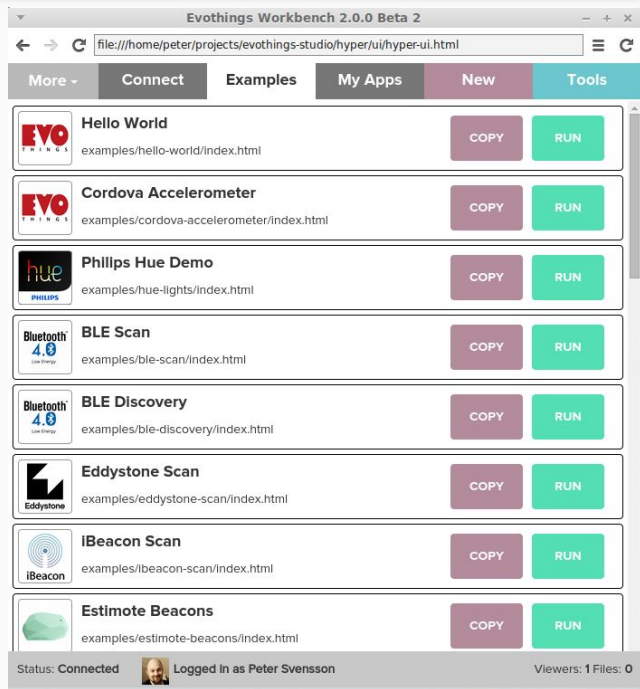 Evothings Workbench 2.0.0 Beta 2
file:///home/peter/projects/evothings-studio/hyper/ui/hyper-ui.html
More Connect Examples My Apps New Tools
EVO
THINGS
Hello World
examples/hello-world/index.html
COPY RUN
EVO
THINGS
Cordova Accelerometer
examples/cordova-accelerometer/index.html
COPY RUN
hue
PHILIPS
Philips Hue Demo
examples/hue-lights/index.html
COPY RUN
Bluetooth
4.0
Low Energy
BLE Scan
examples/ble-scan/index.html
COPY RUN
Bluetooth
4.0
Low Energy
BLE Discovery
examples/ble-discovery/index.html
COPY RUN
Eddystone
Eddystone Scan
examples/eddystone-scan/index.html
COPY RUN
iBeacon
iBeacon Scan
examples/ibeacon-scan/index.html
COPY RUN
Estimote Beacons
examples/estimote-beacons/index.html
COPY RUN
Status: Connected Logged In as Peter Svensson Viewers: 1 Files: 0